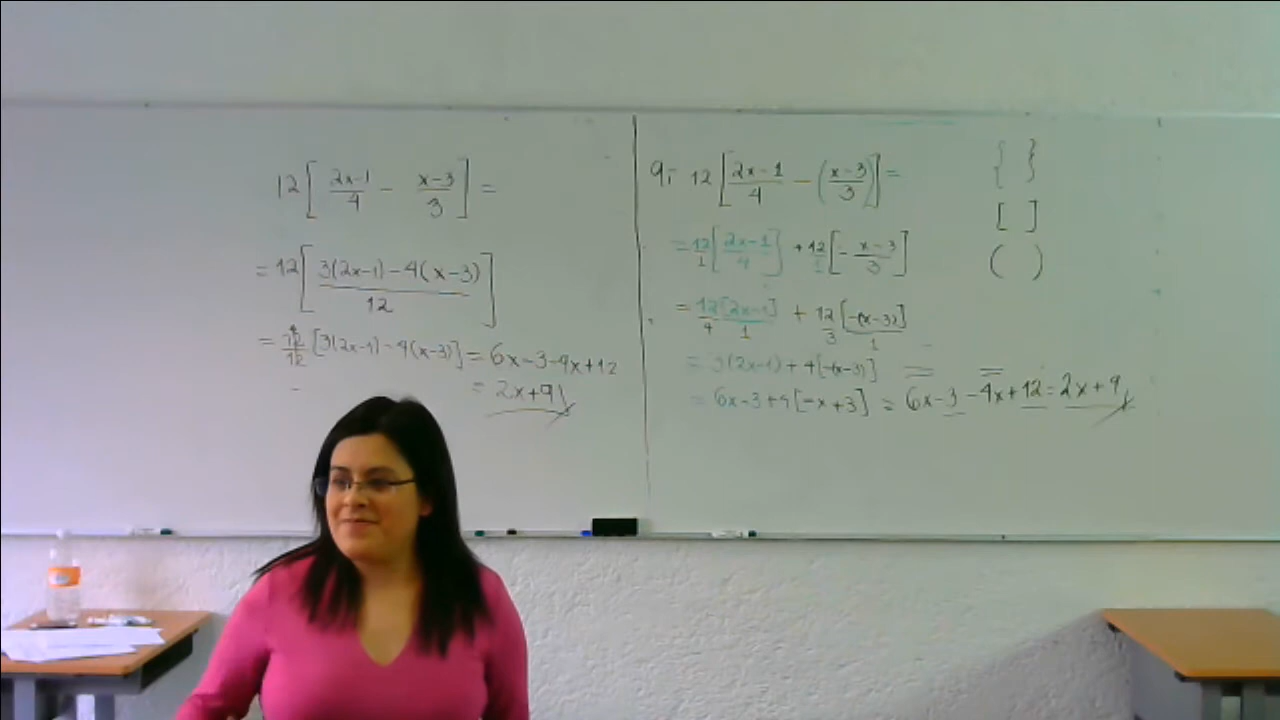 12[ (2x-1)/4 - (x-3)/3 ] =
= 12[ (3(2x-1) - 4(x-3))/12 ]
= 12/12 [3(2x-1) - 4(x-3)] = 6x-3-4x+12
= 2x+9
9, 12[ (2x-1)/4 - ((x-3)/3) ] =
= 12/1 [ (2x-1)/4 ] + 12/1 [ - (x-3)/3 ]
= 12/4 [2x-1]/1 + 12/3 [-(x-3)]/1
= 3(2x-1) + 4[-(x-3)]
= 6x-3+4[-x+3] = 6x-3-4x+12 = 2x+9
{ }
[ ]
( )